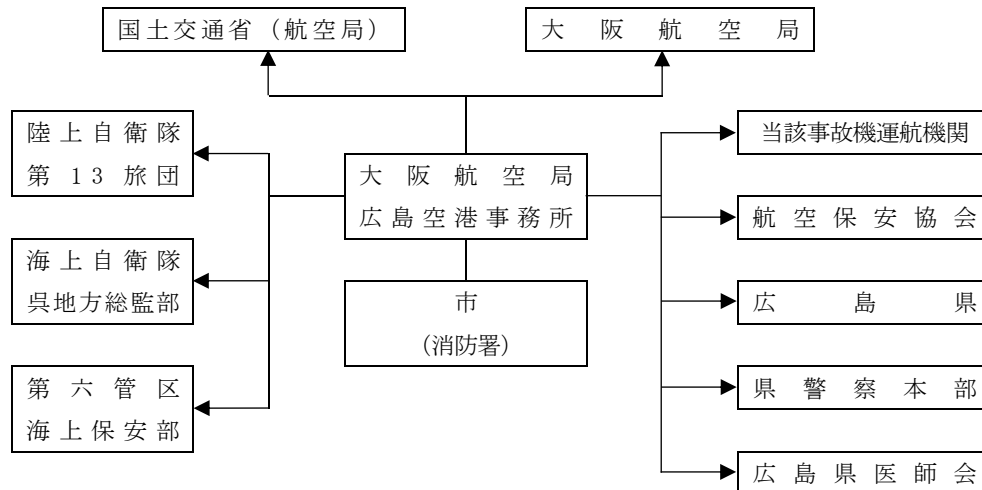 国土交通省（航空局）
大阪航空局
陸上自衛隊
第13旅団
大阪航空局
広島空港事務所
当該事故機運航機関
航空保安協会
海上自衛隊
呉地方総監部
市
（消防署）
広島県
第六管区
海上保安部
県警察本部
広島県医師会